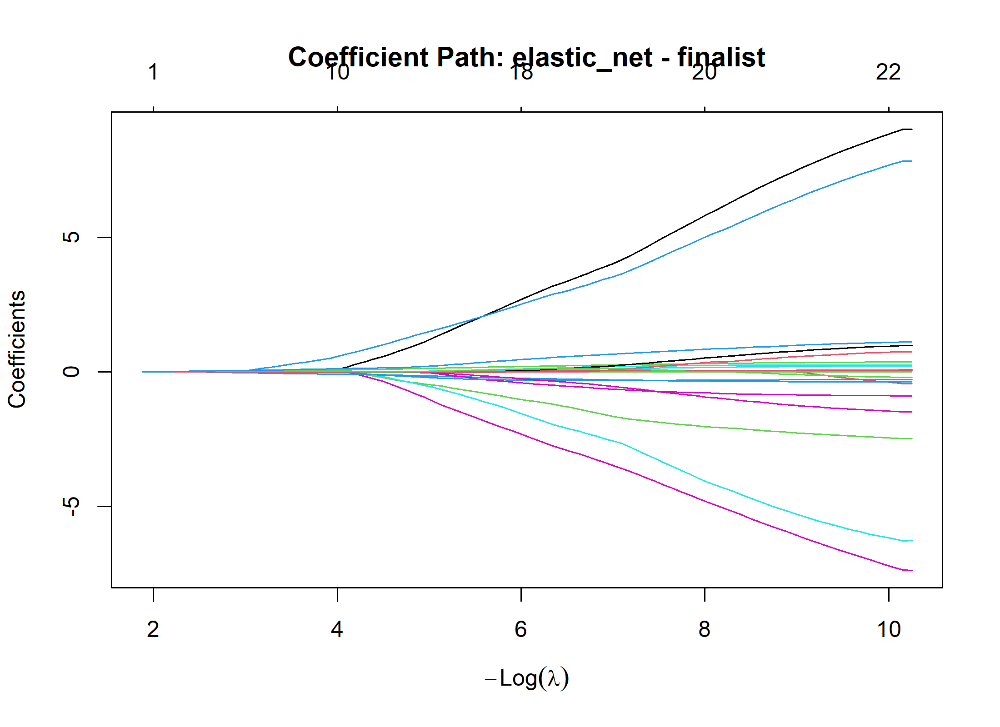 Coefficient Path: elastic_net - finalist
1 10 18 20 22
Coefficients
5
0
-5
2 4 6 8 10
−Log(λ)